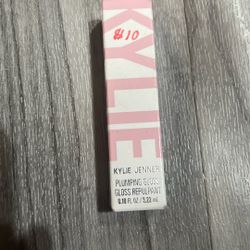 $10
KYLIE
KYLIE JENNER
PLUMPING GLOSS
GLOSS REPULPANT
0.10 FL OZ / 3.22 mL